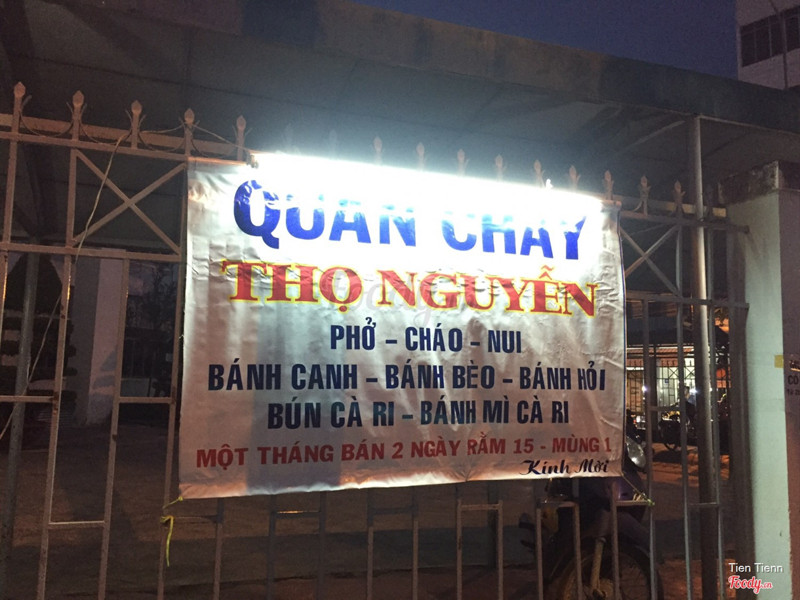 QUÁN CHAY
THỌ NGUYỄN
PHỞ - CHÁO - NUI
BÁNH CANH - BÁNH BÈO - BÁNH HỎI
BÚN CÀ RI - BÁNH MÌ CÀ RI
MỘT THÁNG BÁN 2 NGÀY RẰM 15 - MÙNG 1
Kính Mời
Tien Tienn
Foody.vn